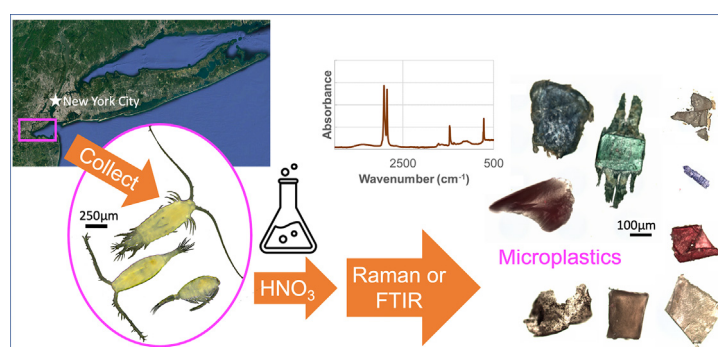 New York City
Collect
250µm
HNO₃
Absorbance
2500
500
Wavenumber (cm⁻¹)
Raman or
FTIR
100µm
Microplastics